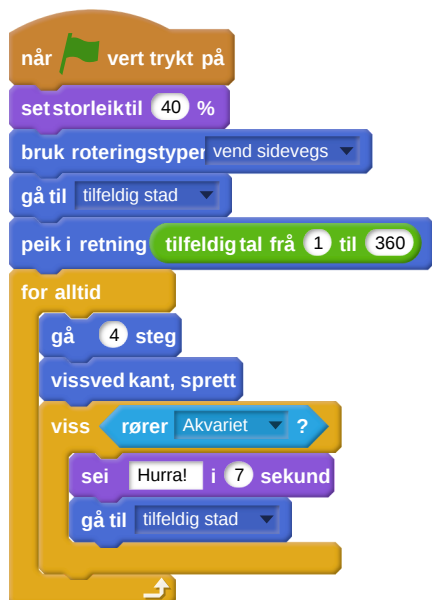 når vert trykt på
set storleik til 40 %
bruk roteringstypen vend sidevegs
gå til tilfeldig stad
peik i retning tilfeldig tal frå 1 til 360
for alltid
gå 4 steg
viss ved kant, sprett
viss rører Akvariet ?
sei Hurra! i 7 sekund
gå til tilfeldig stad